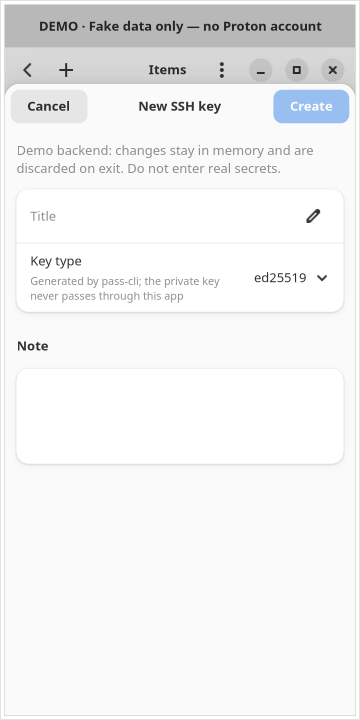 DEMO · Fake data only — no Proton account
Items
Cancel
New SSH key
Create
Demo backend: changes stay in memory and are
discarded on exit. Do not enter real secrets.
Title
Key type
Generated by pass-cli; the private key
never passes through this app
ed25519
Note